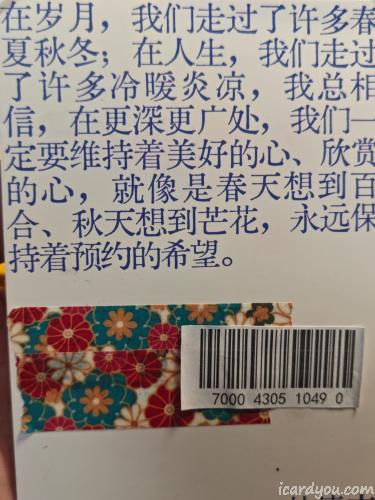 在岁月，我们走过了许多春
夏秋冬；在人生，我们走过
了许多冷暖炎凉，我总相
信，在更深更广处，我们一
定要维持着美好的心、欣赏
的心，就像是春天想到百
合、秋天想到芒花，永远保
持着预约的希望。
7000 4305 1049 0
icardyou.com